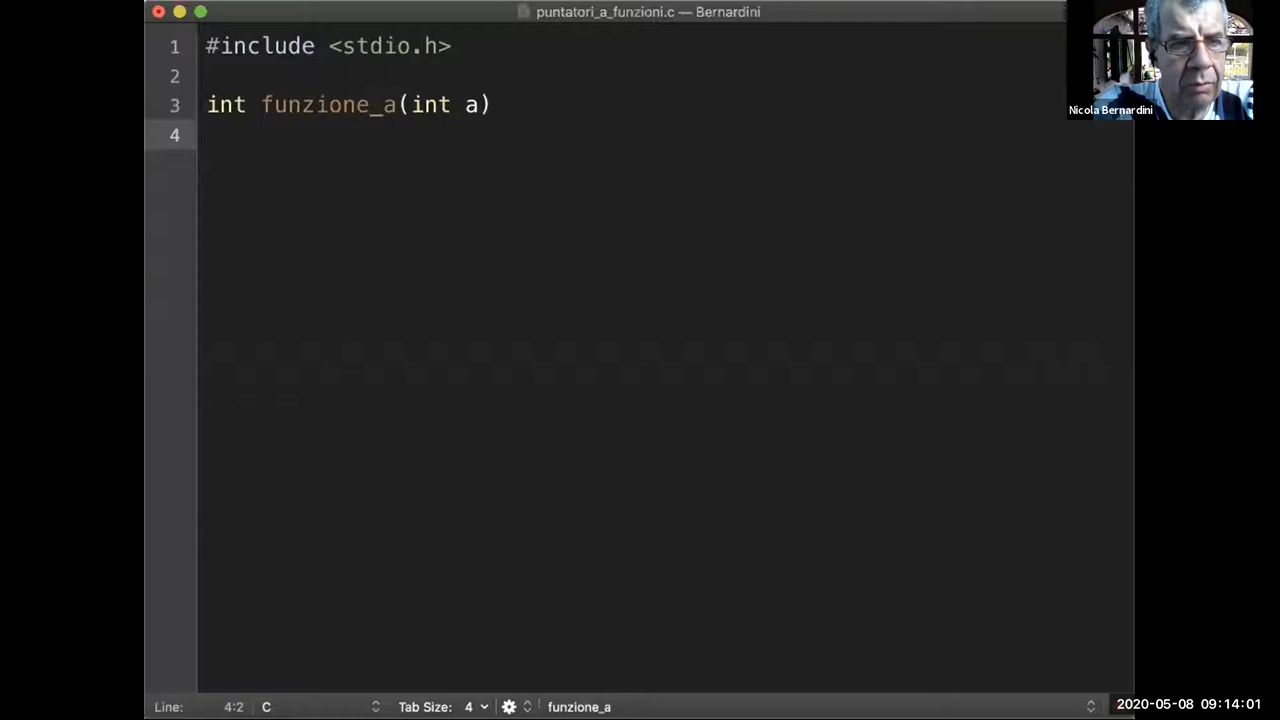 puntatori_a_funzioni.c — Bernardini
1 #include <stdio.h>
2
3 int funzione_a(int a)
4
Nicola Bernardini
Line: 4:2 C Tab Size: 4 funzione_a
2020-05-08 09:14:01